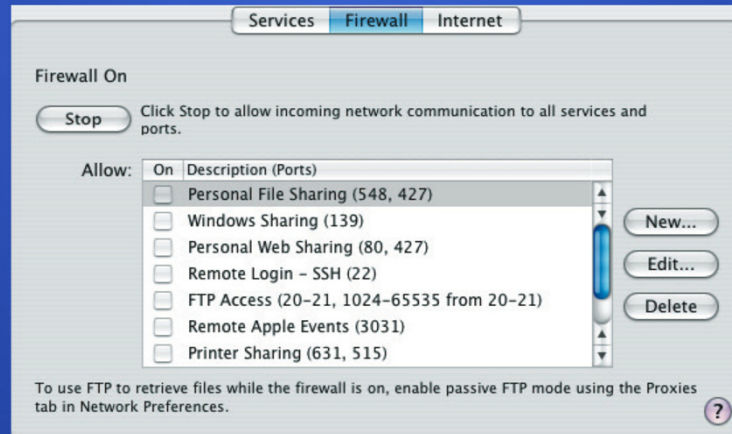 Services Firewall Internet
Firewall On
Stop
Click Stop to allow incoming network communication to all services and
ports.
Allow:
On Description (Ports)
Personal File Sharing (548, 427)
Windows Sharing (139)
Personal Web Sharing (80, 427)
Remote Login – SSH (22)
FTP Access (20-21, 1024-65535 from 20-21)
Remote Apple Events (3031)
Printer Sharing (631, 515)
New...
Edit...
Delete
To use FTP to retrieve files while the firewall is on, enable passive FTP mode using the Proxies
tab in Network Preferences.
?